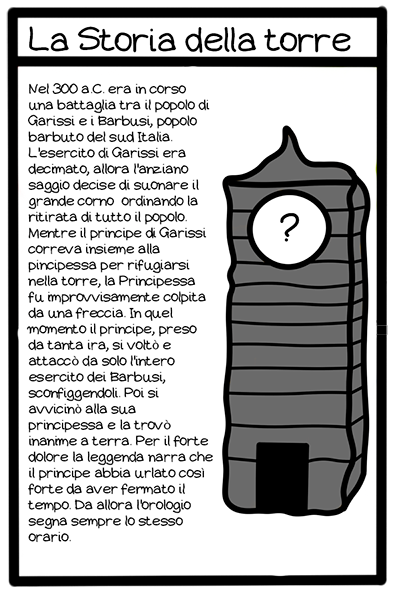 La Storia della torre
Nel 300 a.C. era in corso
una battaglia tra il popolo di
Garissi e i Barbusi, popolo
barbuto del sud Italia.
L'esercito di Garissi era
decimato, allora l'anziano
saggio decise di suonare il
grande corno ordinando la
ritirata di tutto il popolo.
Mentre il principe di Garissi
correva insieme alla
pincipessa per rifugiarsi
nella torre, la Principessa
fu improvvisamente colpita
da una freccia. In quel
momento il principe, preso
da tanta ira, si voltò e
attaccò da solo l'intero
esercito dei Barbusi,
sconfiggendoli. Poi si
avvicinò alla sua
principessa e la trovò
inanime a terra. Per il forte
dolore la leggenda narra che
il principe abbia urlato così
forte da aver fermato il
tempo. Da allora l'orologio
segna sempre lo stesso
orario.
?